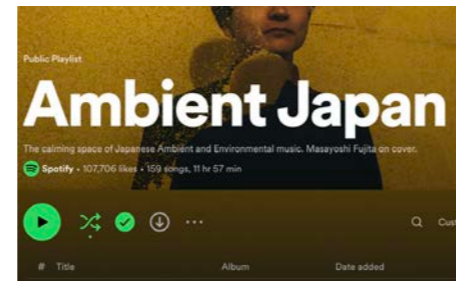 Public Playlist
Ambient Japan
The calming space of Japanese Ambient and Environmental music. Masayoshi Fujita on cover.
Spotify • 107,706 likes • 159 songs, 11 hr 57 min
Cust
# Title Album Date added